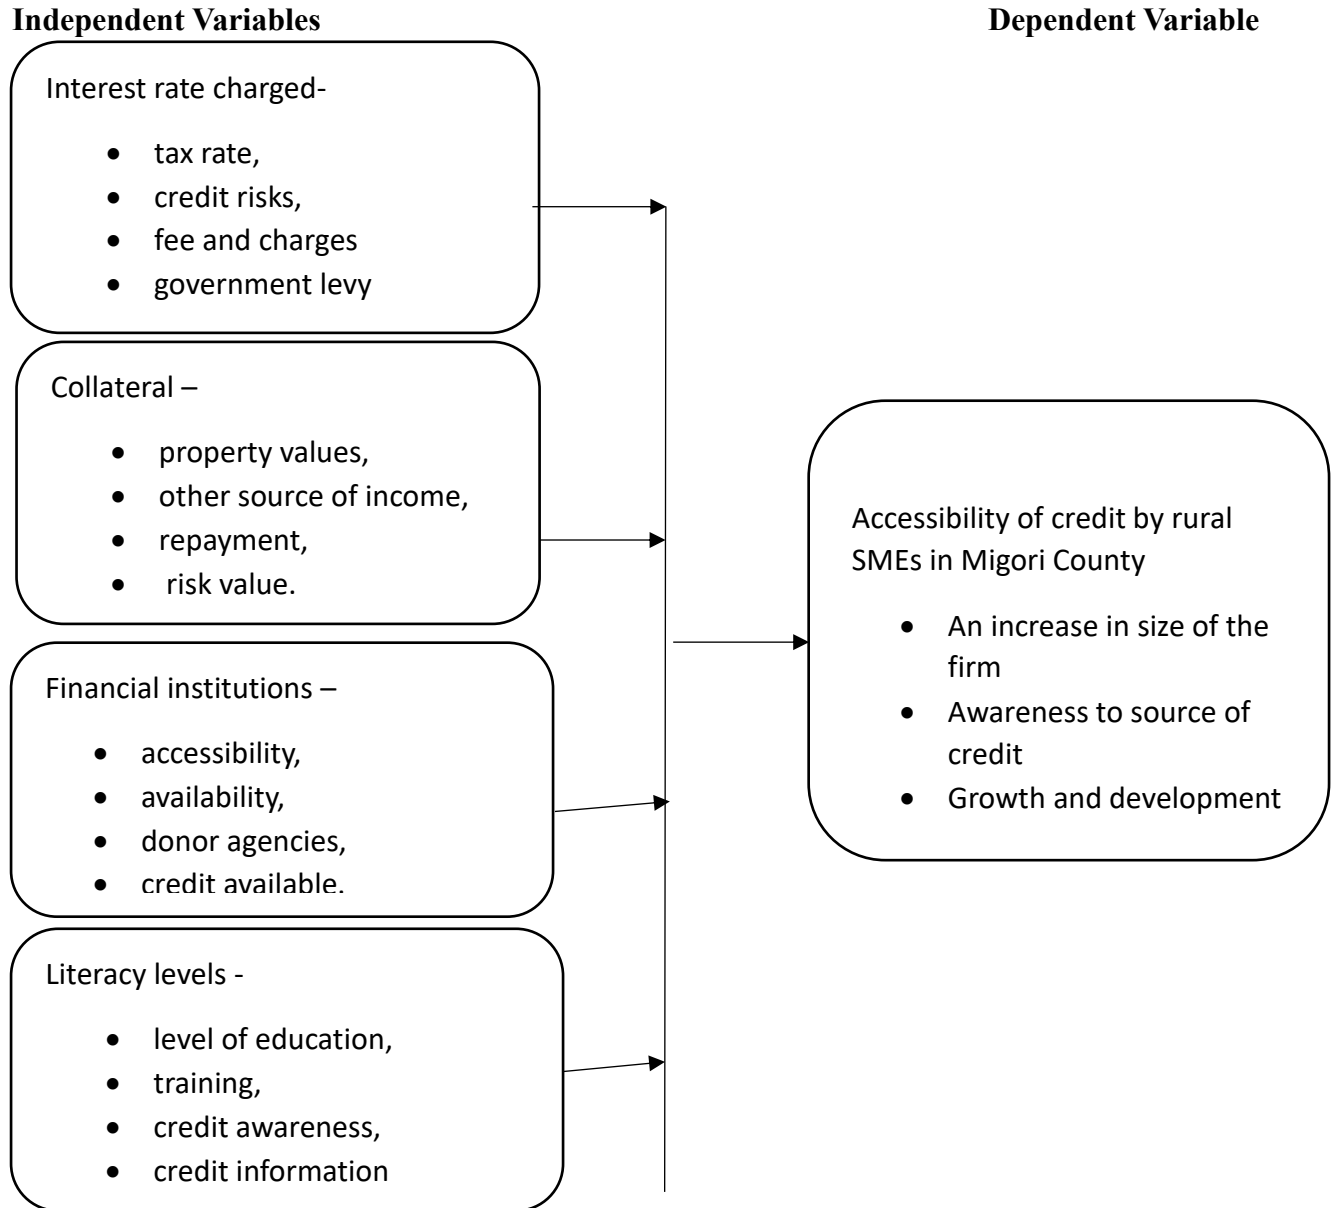 Independent Variables
Dependent Variable
Interest rate charged-
• tax rate,
• credit risks,
• fee and charges
• government levy
Collateral –
• property values,
• other source of income,
• repayment,
• risk value.
Financial institutions –
• accessibility,
• availability,
• donor agencies,
• credit available.
Literacy levels -
• level of education,
• training,
• credit awareness,
• credit information
Accessibility of credit by rural
SMEs in Migori County
• An increase in size of the
firm
• Awareness to source of
credit
• Growth and development